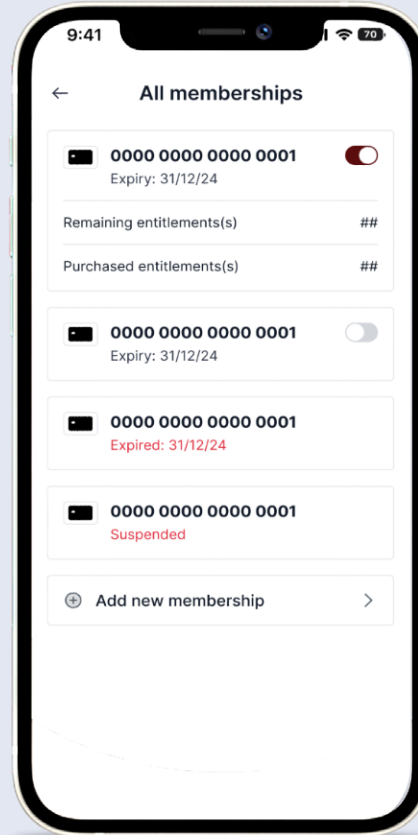 9:41
70
All memberships
0000 0000 0000 0001
Expiry: 31/12/24
Remaining entitlements(s) ##
Purchased entitlements(s) ##
0000 0000 0000 0001
Expiry: 31/12/24
0000 0000 0000 0001
Expired: 31/12/24
0000 0000 0000 0001
Suspended
Add new membership